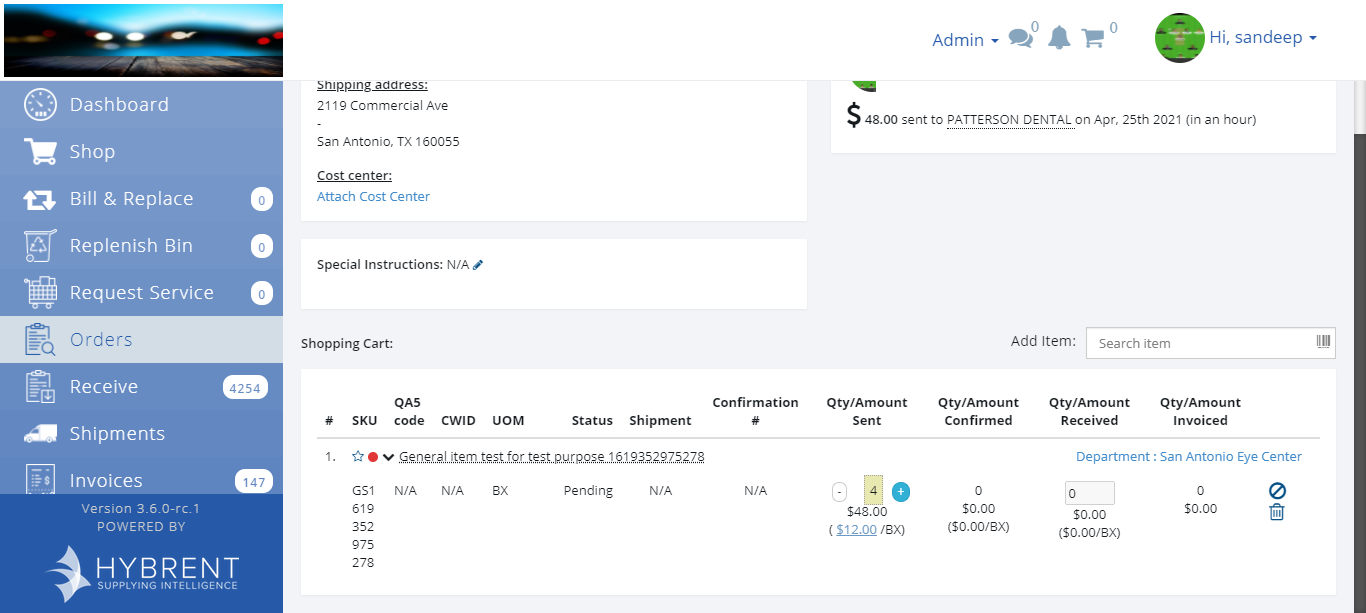 Admin
0
0
Hi, sandeep
Dashboard
Shop
Bill & Replace 0
Replenish Bin 0
Request Service 0
Orders
Receive 4254
Shipments
Invoices 147
Version 3.6.0-rc.1
POWERED BY
HYBRENT
SUPPLYING INTELLIGENCE
Shipping address:
2119 Commercial Ave
-
San Antonio, TX 160055
Cost center:
Attach Cost Center
$ 48.00 sent to PATTERSON DENTAL on Apr, 25th 2021 (in an hour)
Special Instructions: N/A
Shopping Cart:
Add Item: Search item
# SKU QA5 code CWID UOM Status Shipment Confirmation # Qty/Amount Sent Qty/Amount Confirmed Qty/Amount Received Qty/Amount Invoiced
1. General item test for test purpose 1619352975278 Department : San Antonio Eye Center
GS1 N/A N/A BX Pending N/A N/A - 4 + 0 0 0
619 $48.00 $0.00 $0.00 $0.00
352 ( $12.00 /BX) ($0.00/BX) ($0.00/BX)
975
278